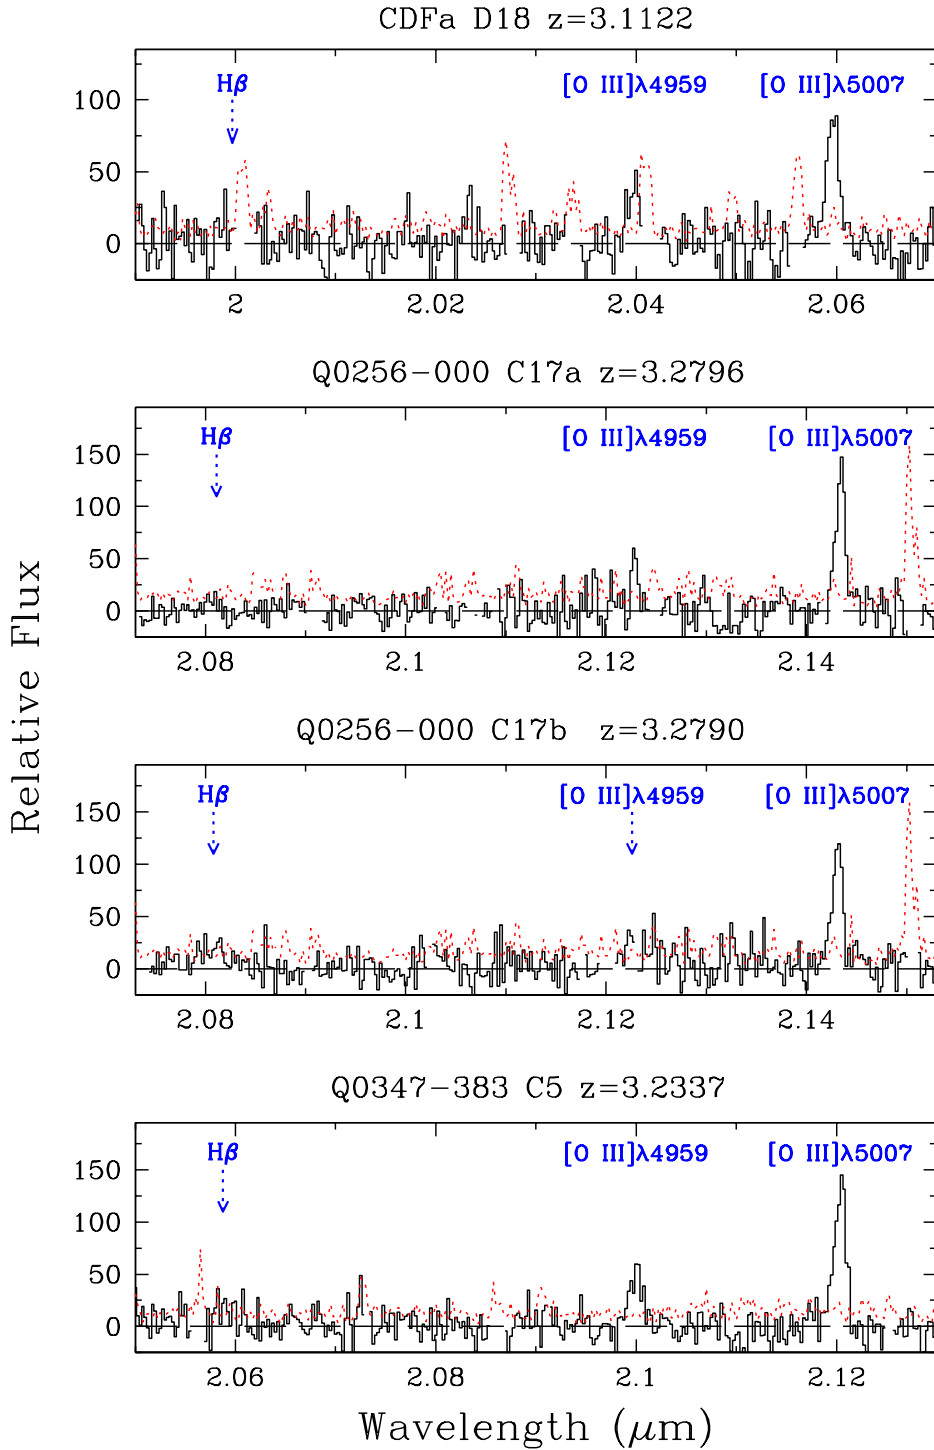 CDFa D18 z=3.1122
Hβ [O III]λ4959 [O III]λ5007
100
50
0
2 2.02 2.04 2.06
Q0256−000 C17a z=3.2796
Hβ [O III]λ4959 [O III]λ5007
150
100
50
0
2.08 2.1 2.12 2.14
Q0256−000 C17b z=3.2790
Hβ [O III]λ4959 [O III]λ5007
150
100
50
0
2.08 2.1 2.12 2.14
Q0347−383 C5 z=3.2337
Hβ [O III]λ4959 [O III]λ5007
150
100
50
0
2.06 2.08 2.1 2.12
Relative Flux
Wavelength (μm)